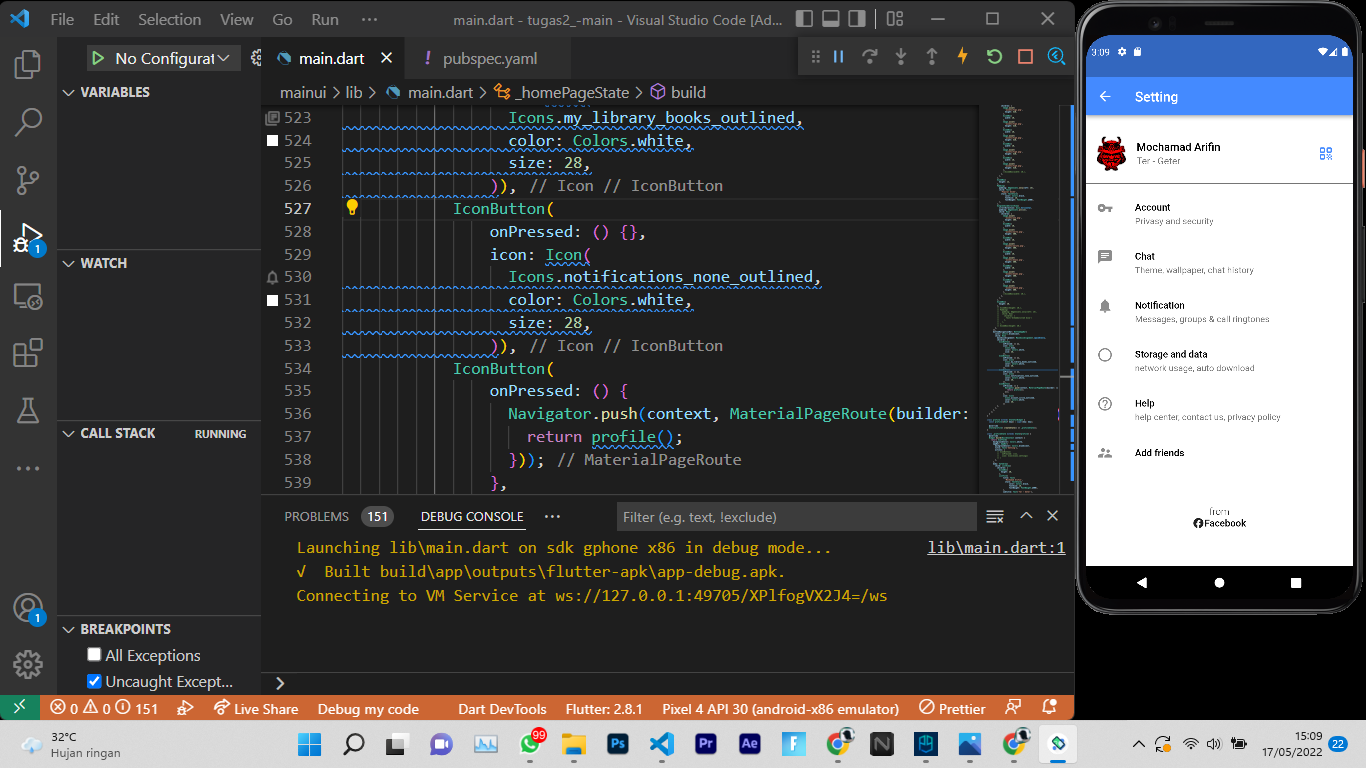 File Edit Selection View Go Run ··· main.dart - tugas2_-main - Visual Studio Code [Ad...
No Configurat
main.dart
! pubspec.yaml
mainui > lib > main.dart > _homePageState > build
VARIABLES
WATCH
CALL STACK RUNNING
BREAKPOINTS
All Exceptions
Uncaught Except...
1
1
523 Icons.my_library_books_outlined,
524 color: Colors.white,
525 size: 28,
526 )), // Icon // IconButton
527 IconButton(
528 onPressed: () {},
529 icon: Icon(
530 Icons.notifications_none_outlined,
531 color: Colors.white,
532 size: 28,
533 )), // Icon // IconButton
534 IconButton(
535 onPressed: () {
536 Navigator.push(context, MaterialPageRoute(builder:
537 return profile();
538 })); // MaterialPageRoute
539 },
PROBLEMS 151 DEBUG CONSOLE ··· Filter (e.g. text, !exclude)
Launching lib\main.dart on sdk gphone x86 in debug mode... lib\main.dart:1
√ Built build\app\outputs\flutter-apk\app-debug.apk.
Connecting to VM Service at ws://127.0.0.1:49705/XPlfogVX2J4=/ws
>
0 0 151 Live Share Debug my code Dart DevTools Flutter: 2.8.1 Pixel 4 API 30 (android-x86 emulator) Prettier
3:09
Setting
Mochamad Arifin
Ter - Geter
Account
Privacy and security
Chat
Theme, wallpaper, chat history
Notification
Messages, groups & call ringtones
Storage and data
network usage, auto download
Help
help center, contact us, privacy policy
Add friends
from
Facebook
32°C
Hujan ringan
99
Ps
Pr
Ae
F
N
15:09
17/05/2022
22